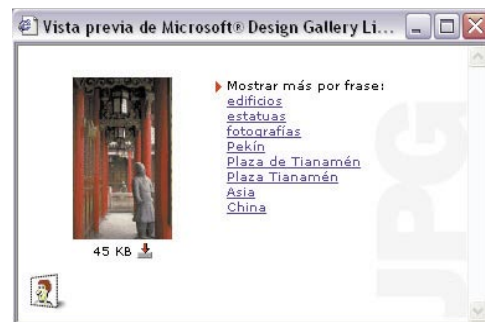 Vista previa de Microsoft® Design Gallery Li...
Mostrar más por frase:
edificios
estatuas
fotografías
Pekín
Plaza de Tianamén
Plaza Tianamén
Asia
China
45 KB
JPG